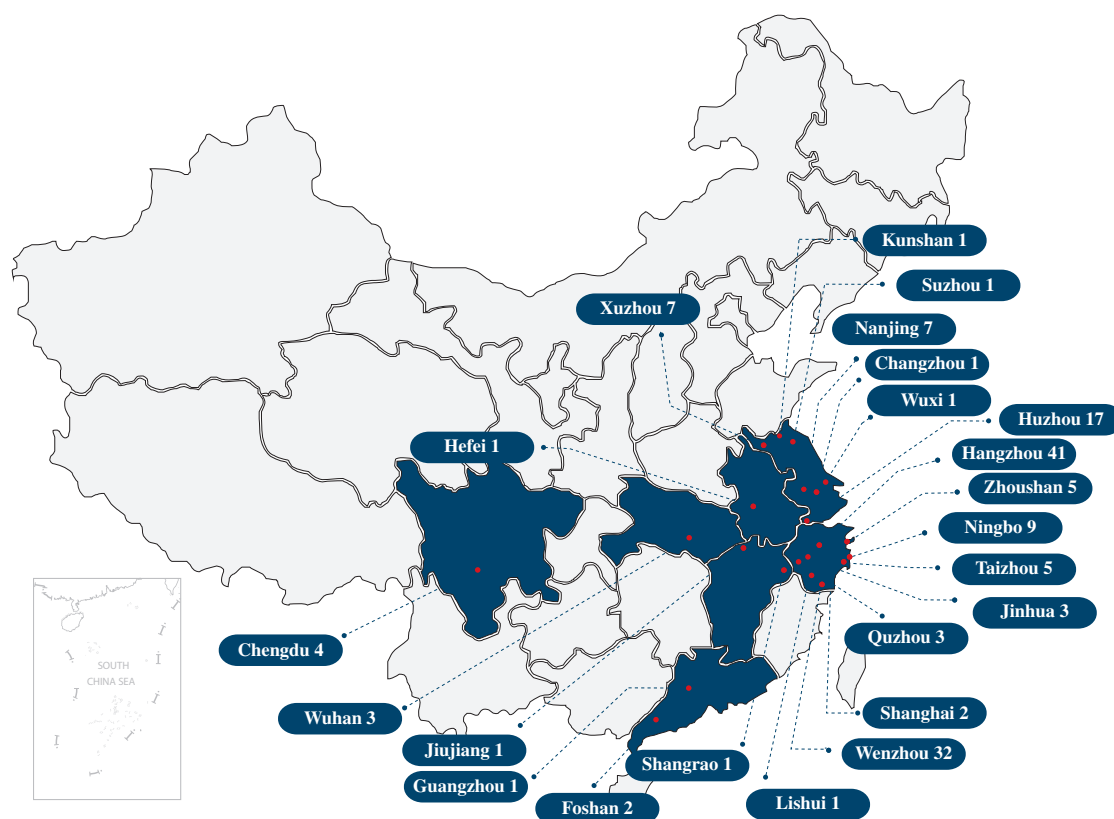 Kunshan 1
Suzhou 1
Xuzhou 7
Nanjing 7
Changzhou 1
Wuxi 1
Huzhou 17
Hefei 1
Hangzhou 41
Zhoushan 5
Ningbo 9
Taizhou 5
Jinhua 3
Quzhou 3
Chengdu 4
SOUTH
CHINA SEA
Wuhan 3
Shanghai 2
Jiujiang 1
Wenzhou 32
Shangrao 1
Guangzhou 1
Foshan 2
Lishui 1